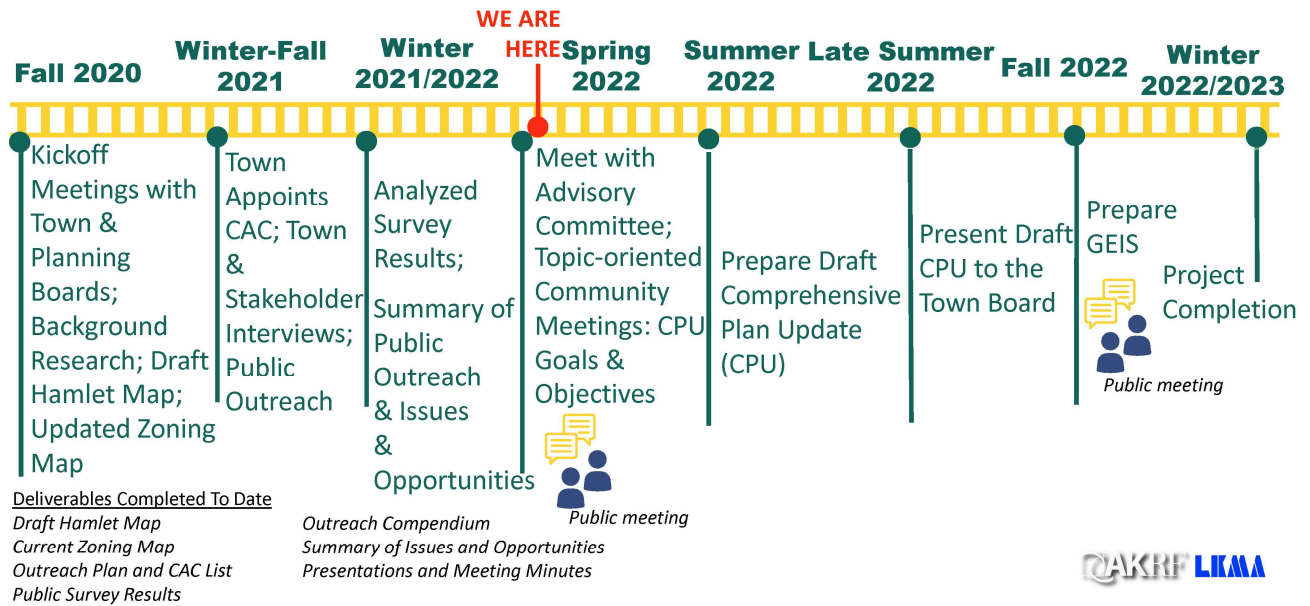 WE ARE
HERE
Fall 2020
Winter-Fall
2021
Winter
2021/2022
Spring
2022
Summer
2022
Late Summer
2022
Fall 2022
Winter
2022/2023
Kickoff
Meetings with
Town &
Planning
Boards;
Background
Research; Draft
Hamlet Map;
Updated Zoning
Map
Town
Appoints
CAC; Town
&
Stakeholder
Interviews;
Public
Outreach
Analyzed
Survey
Results;
Summary of
Public
Outreach
& Issues
&
Opportunities
Meet with
Advisory
Committee;
Topic-oriented
Community
Meetings: CPU
Goals &
Objectives
Public meeting
Prepare Draft
Comprehensive
Plan Update
(CPU)
Present Draft
CPU to the
Town Board
Prepare
GEIS
Public meeting
Project
Completion
Deliverables Completed To Date
Draft Hamlet Map
Current Zoning Map
Outreach Plan and CAC List
Public Survey Results
Outreach Compendium
Summary of Issues and Opportunities
Presentations and Meeting Minutes
AKRF
LKMA